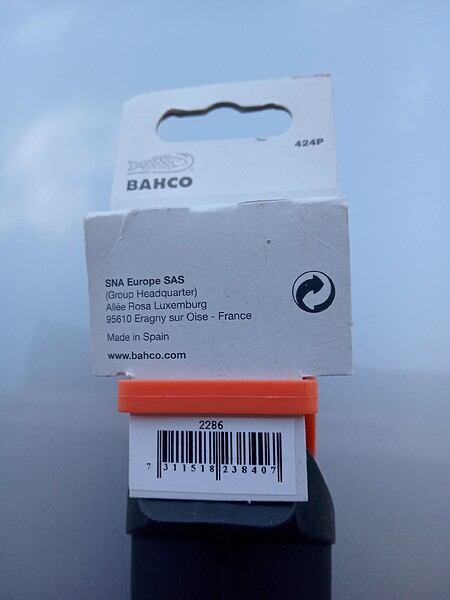 424P
BAHCO
SNA Europe SAS
(Group Headquarter)
Allée Rosa Luxemburg
95610 Eragny sur Oise - France
Made in Spain
www.bahco.com
2286
7 311518 238407